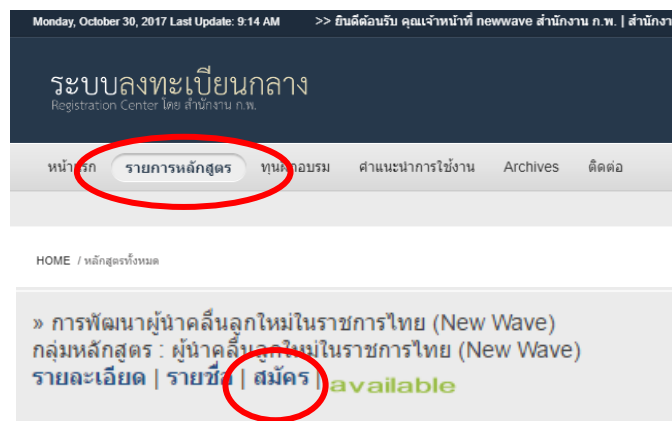 Monday, October 30, 2017 Last Update: 9:14 AM >> ยินดีต้อนรับ คุณเจ้าหน้าที่ newwave สำนักงาน ก.พ. | สำนักงา
ระบบลงทะเบียนกลาง
Registration Center โดย สำนักงาน ก.พ.
หน้าแรก รายการหลักสูตร ทุนฝึกอบรม คำแนะนำการใช้งาน Archives ติดต่อ
HOME / หลักสูตรทั้งหมด
» การพัฒนาผู้นำคลื่นลูกใหม่ในราชการไทย (New Wave)
กลุ่มหลักสูตร : ผู้นำคลื่นลูกใหม่ในราชการไทย (New Wave)
รายละเอียด | รายชื่อ | สมัคร | available